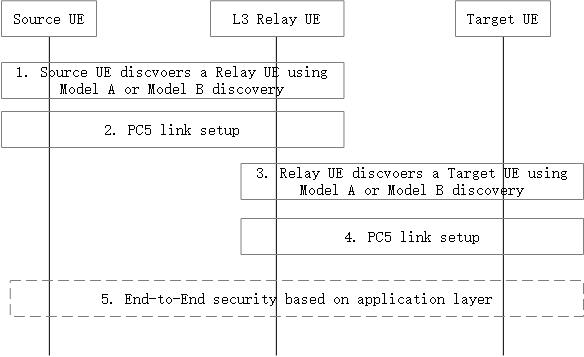 Source UE
L3 Relay UE
Target UE
1. Source UE discvoers a Relay UE using
Model A or Model B discovery
2. PC5 link setup
3. Relay UE discvoers a Target UE using
Model A or Model B discovery
4. PC5 link setup
5. End-to-End security based on application layer